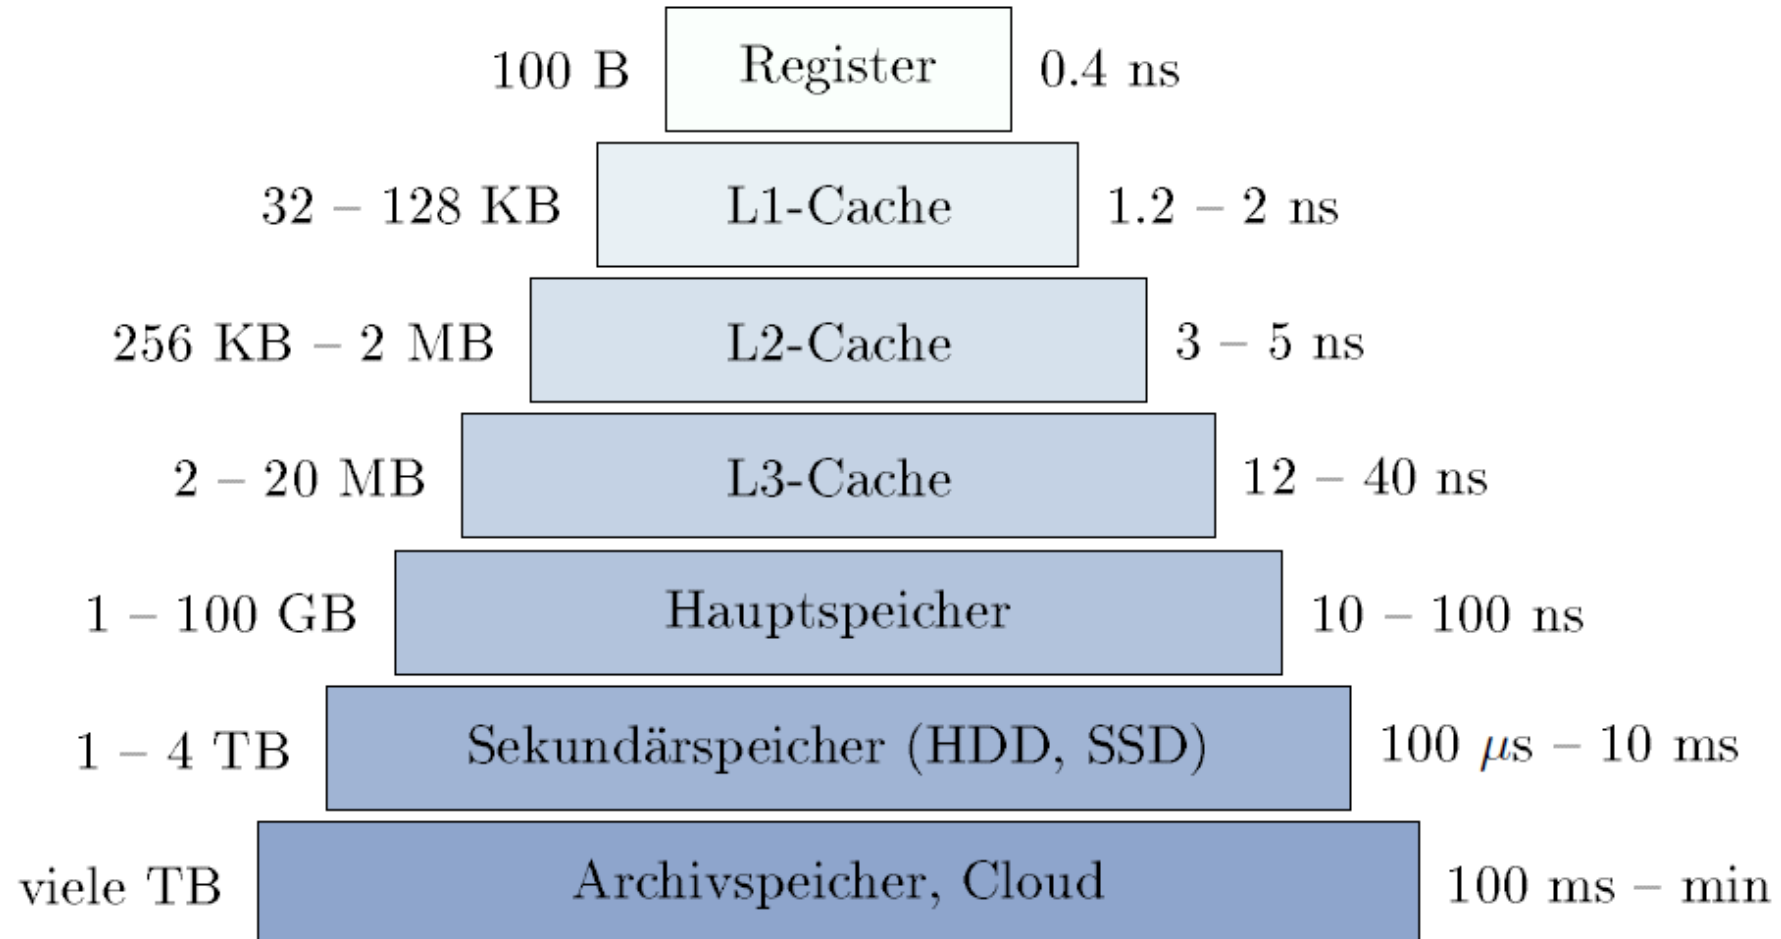 100 B Register 0.4 ns
32 – 128 KB L1-Cache 1.2 – 2 ns
256 KB – 2 MB L2-Cache 3 – 5 ns
2 – 20 MB L3-Cache 12 – 40 ns
1 – 100 GB Hauptspeicher 10 – 100 ns
1 – 4 TB Sekundärspeicher (HDD, SSD) 100 μs – 10 ms
viele TB Archivspeicher, Cloud 100 ms – min